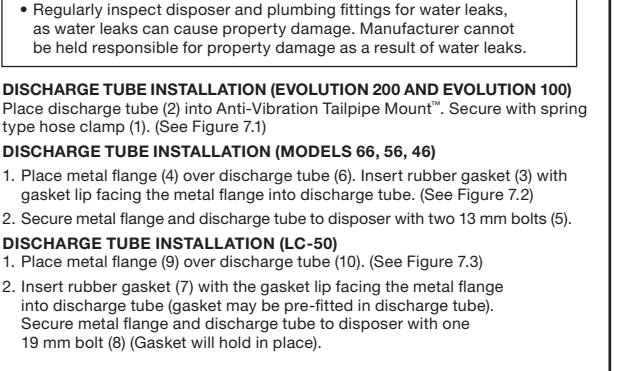 • Regularly inspect disposer and plumbing fittings for water leaks,
as water leaks can cause property damage. Manufacturer cannot
be held responsible for property damage as a result of water leaks.
DISCHARGE TUBE INSTALLATION (EVOLUTION 200 AND EVOLUTION 100)
Place discharge tube (2) into Anti-Vibration Tailpipe Mount™. Secure with spring
type hose clamp (1). (See Figure 7.1)
DISCHARGE TUBE INSTALLATION (MODELS 66, 56, 46)
1. Place metal flange (4) over discharge tube (6). Insert rubber gasket (3) with
gasket lip facing the metal flange into discharge tube. (See Figure 7.2)
2. Secure metal flange and discharge tube to disposer with two 13 mm bolts (5).
DISCHARGE TUBE INSTALLATION (LC-50)
1. Place metal flange (9) over discharge tube (10). (See Figure 7.3)
2. Insert rubber gasket (7) with the gasket lip facing the metal flange
into discharge tube (gasket may be pre-fitted in discharge tube).
Secure metal flange and discharge tube to disposer with one
19 mm bolt (8) (Gasket will hold in place).